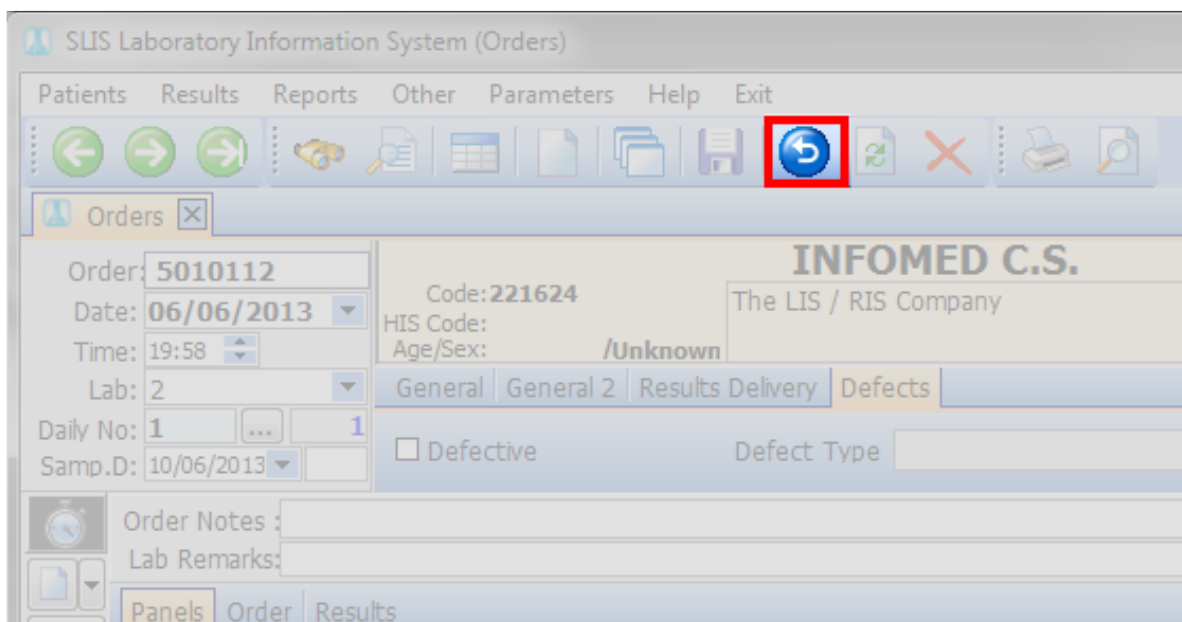 SLIS Laboratory Information System (Orders)
Patients Results Reports Other Parameters Help Exit
Orders
Order: 5010112
Date: 06/06/2013
Time: 19:58
Lab: 2
Daily No: 1 ... 1
Samp.D: 10/06/2013
INFOMED C.S.
Code: 221624
The LIS / RIS Company
HIS Code:
Age/Sex: /Unknown
General General 2 Results Delivery Defects
Defective Defect Type
Order Notes :
Lab Remarks:
Panels Order Results